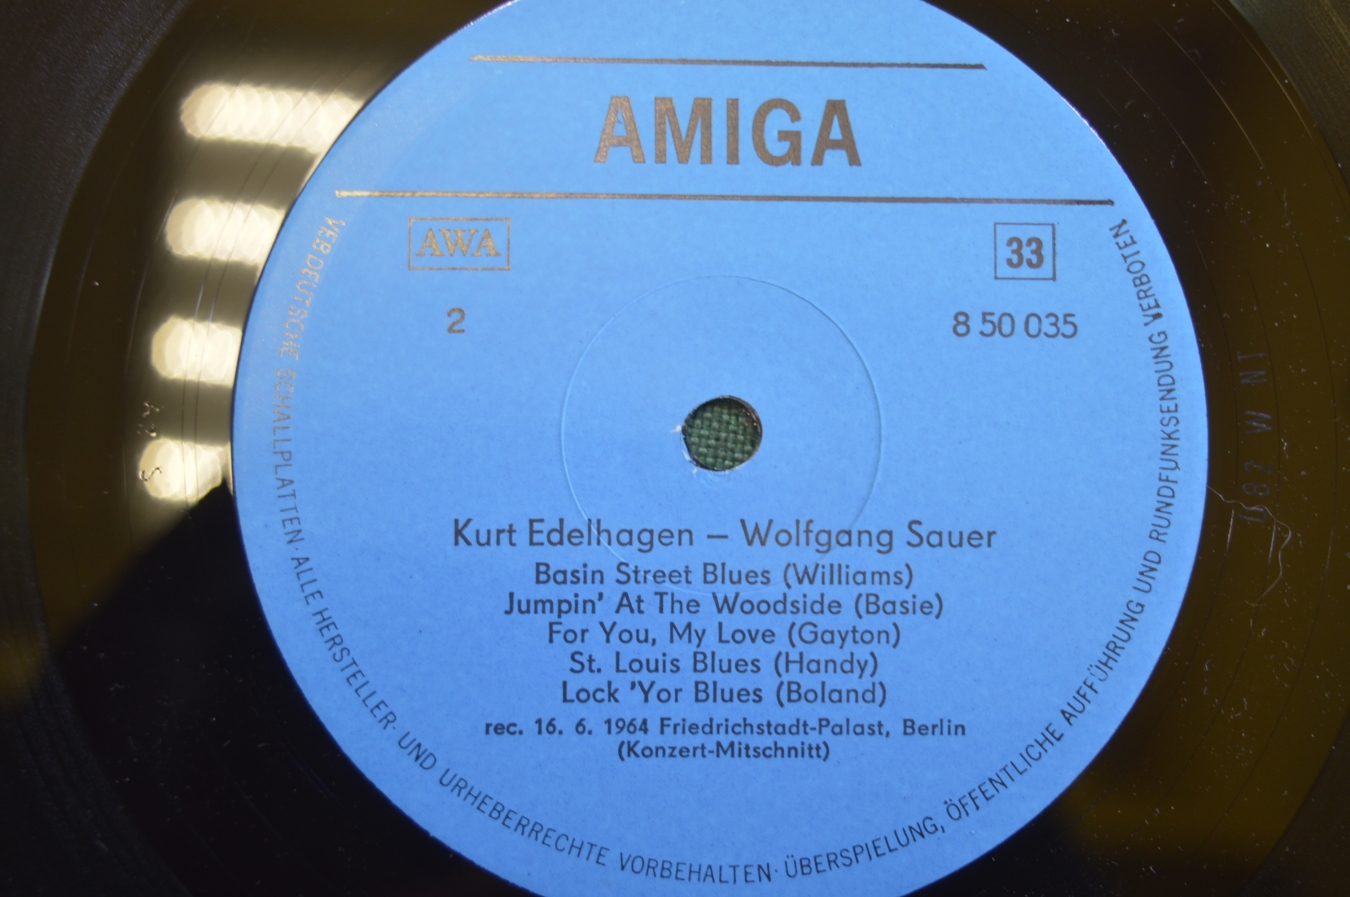 AMIGA
AWA
33
2
8 50 035
Kurt Edelhagen – Wolfgang Sauer
Basin Street Blues (Williams)
Jumpin' At The Woodside (Basie)
For You, My Love (Gayton)
St. Louis Blues (Handy)
Lock 'Yor Blues (Boland)
rec. 16. 6. 1964 Friedrichstadt-Palast, Berlin
(Konzert-Mitschnitt)
VEB DEUTSCHE SCHALLPLATTEN · ALLE HERSTELLER- UND URHEBERRECHTE VORBEHALTEN · ÜBERSPIELUNG, ÖFFENTLICHE AUFFÜHRUNG UND RUNDFUNKSENDUNG VERBOTEN